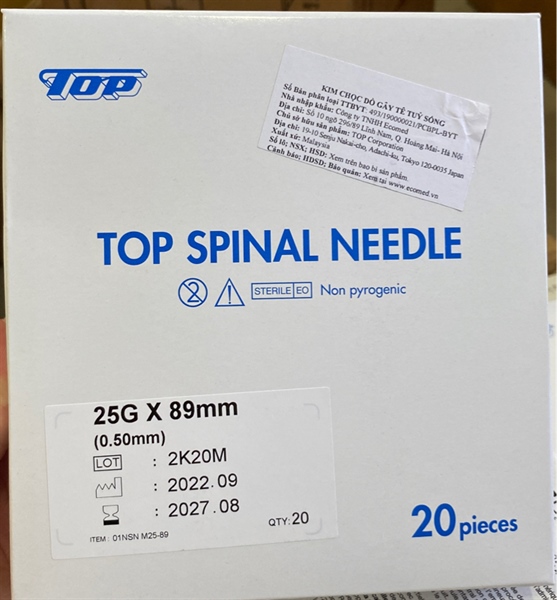 TOP
KIM CHỌC DÒ GÂY TÊ TUỶ SỐNG
Số Bản phân loại TTBYT: 493/190000021/PCBPL-BYT
Nhà nhập khẩu: Công ty TNHH Ecomed
Địa chỉ: Số 10 ngõ 296/89 Lĩnh Nam, Q. Hoàng Mai- Hà Nội
Chủ sở hữu sản phẩm: TOP Corporation
Địa chỉ: 19-10 Senju Nakai-cho, Adachi-ku, Tokyo 120-0035 Japan
Xuất xứ: Malaysia
Số lô; NSX; HSD: Xem trên bao bì sản phẩm.
Cảnh báo; HDSD; Bảo quản: Xem tại www.ecomed.vn
TOP SPINAL NEEDLE
2 STERILE EO Non pyrogenic
25G X 89mm
(0.50mm)
LOT : 2K20M
: 2022.09
: 2027.08
QTY: 20
ITEM : 01NSN M25-89
20 pieces